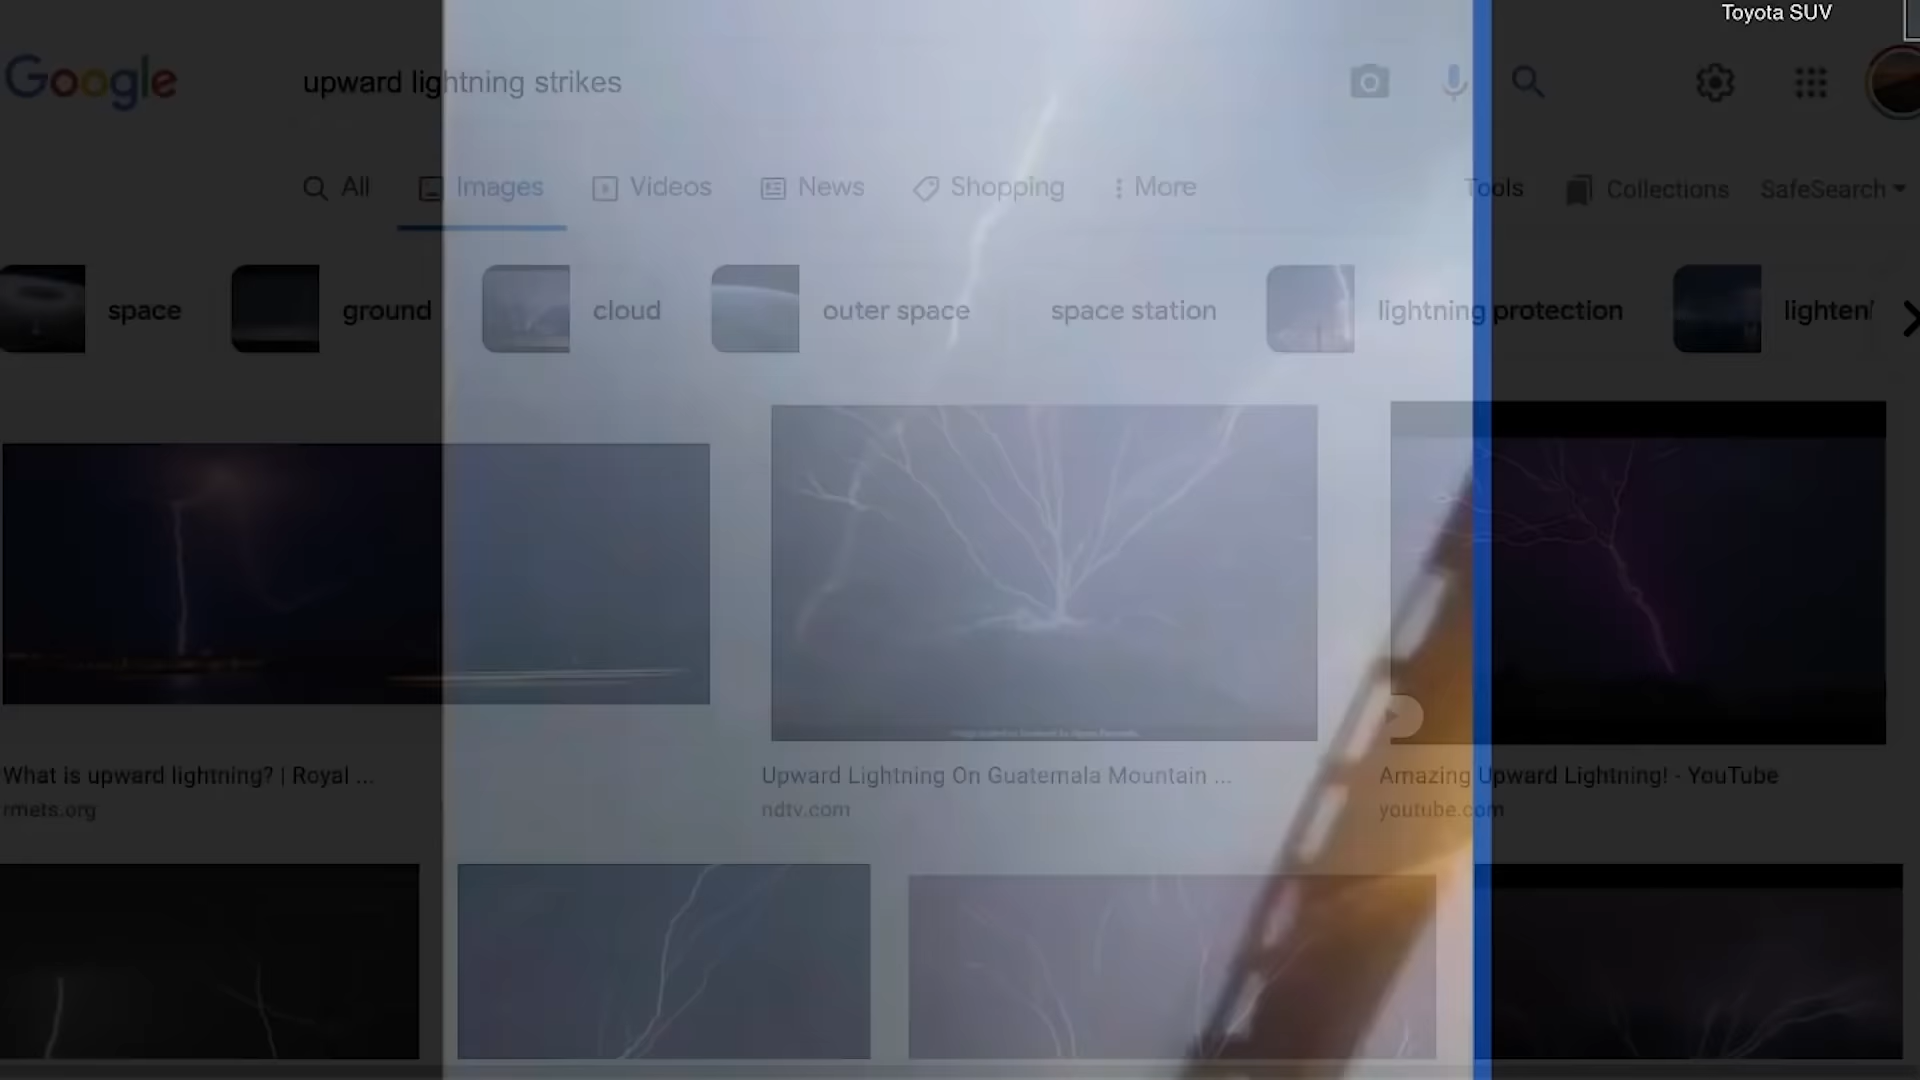 Toyota SUV
Google
upward lightning strikes
All
Images
Videos
News
Shopping
More
Tools
Collections
SafeSearch
space
ground
cloud
outer space
space station
lightning protection
lighten'
What is upward lightning? | Royal ...
rmets.org
Upward Lightning On Guatemala Mountain ...
ndtv.com
Amazing Upward Lightning! - YouTube
youtube.com